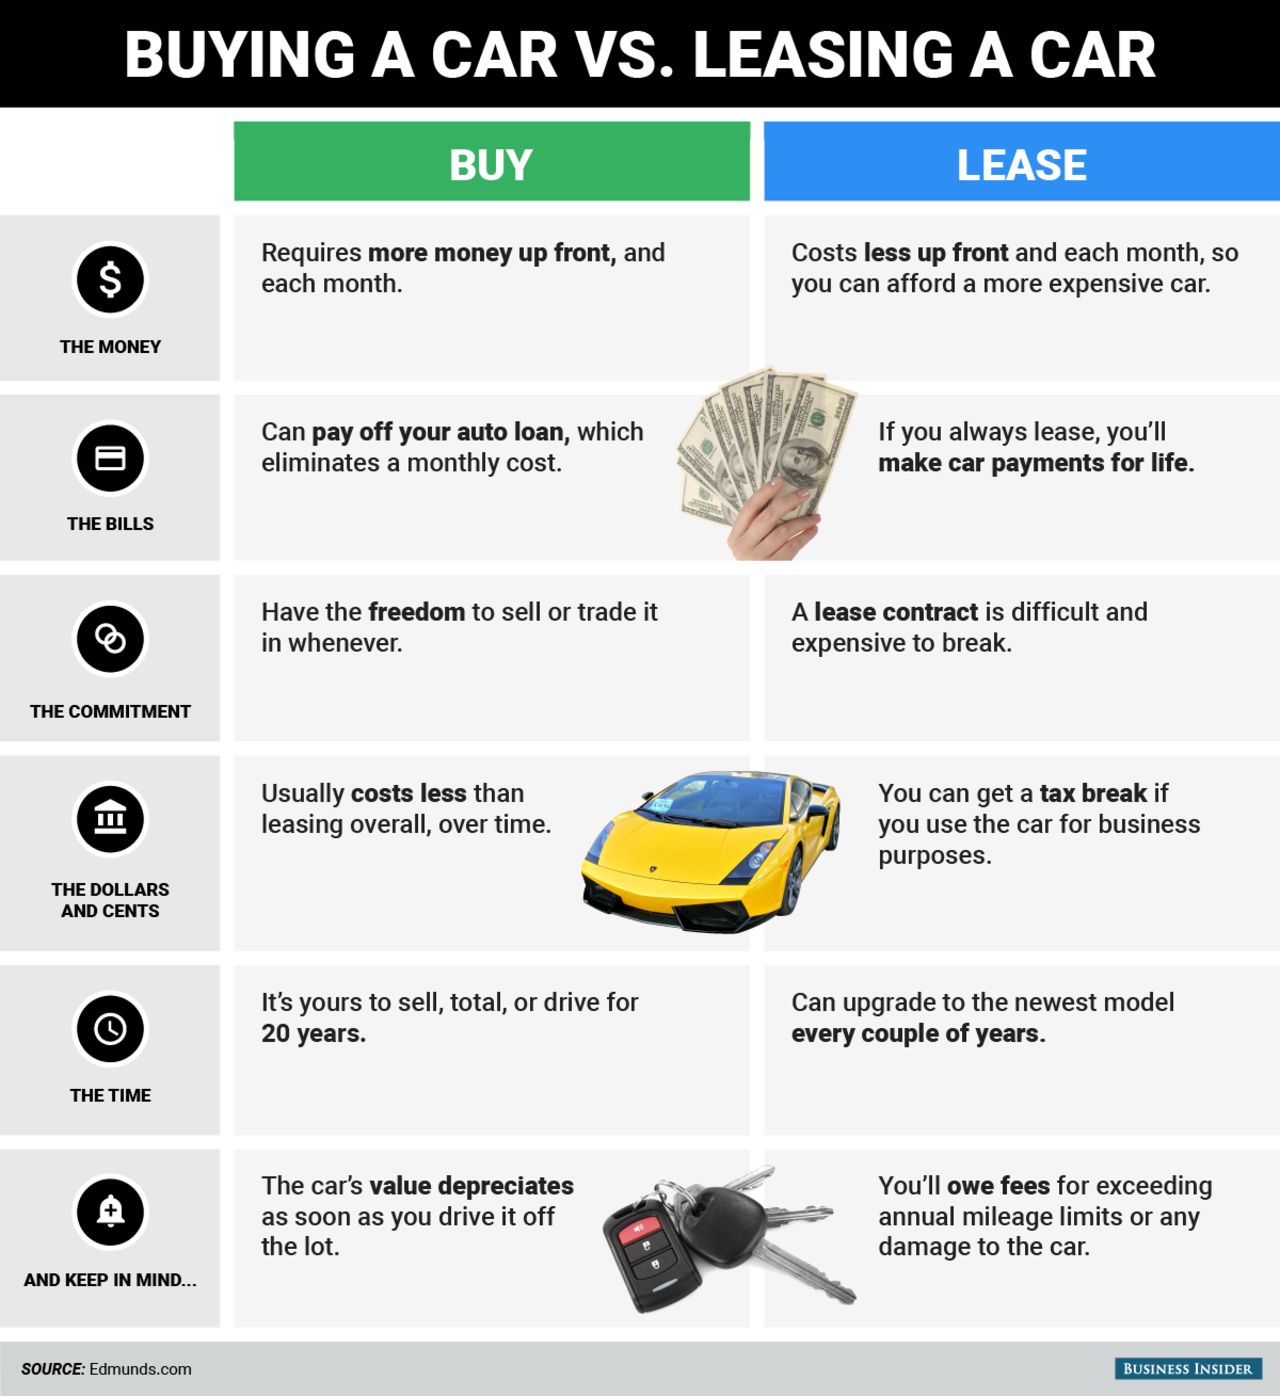 BUYING A CAR VS. LEASING A CAR
BUY
LEASE
THE MONEY
Requires more money up front, and
each month.
Costs less up front and each month, so
you can afford a more expensive car.
THE BILLS
Can pay off your auto loan, which
eliminates a monthly cost.
If you always lease, you’ll
make car payments for life.
THE COMMITMENT
Have the freedom to sell or trade it
in whenever.
A lease contract is difficult and
expensive to break.
THE DOLLARS
AND CENTS
Usually costs less than
leasing overall, over time.
You can get a tax break if
you use the car for business
purposes.
THE TIME
It’s yours to sell, total, or drive for
20 years.
Can upgrade to the newest model
every couple of years.
AND KEEP IN MIND...
The car’s value depreciates
as soon as you drive it off
the lot.
You’ll owe fees for exceeding
annual mileage limits or any
damage to the car.
SOURCE: Edmunds.com
BUSINESS INSIDER